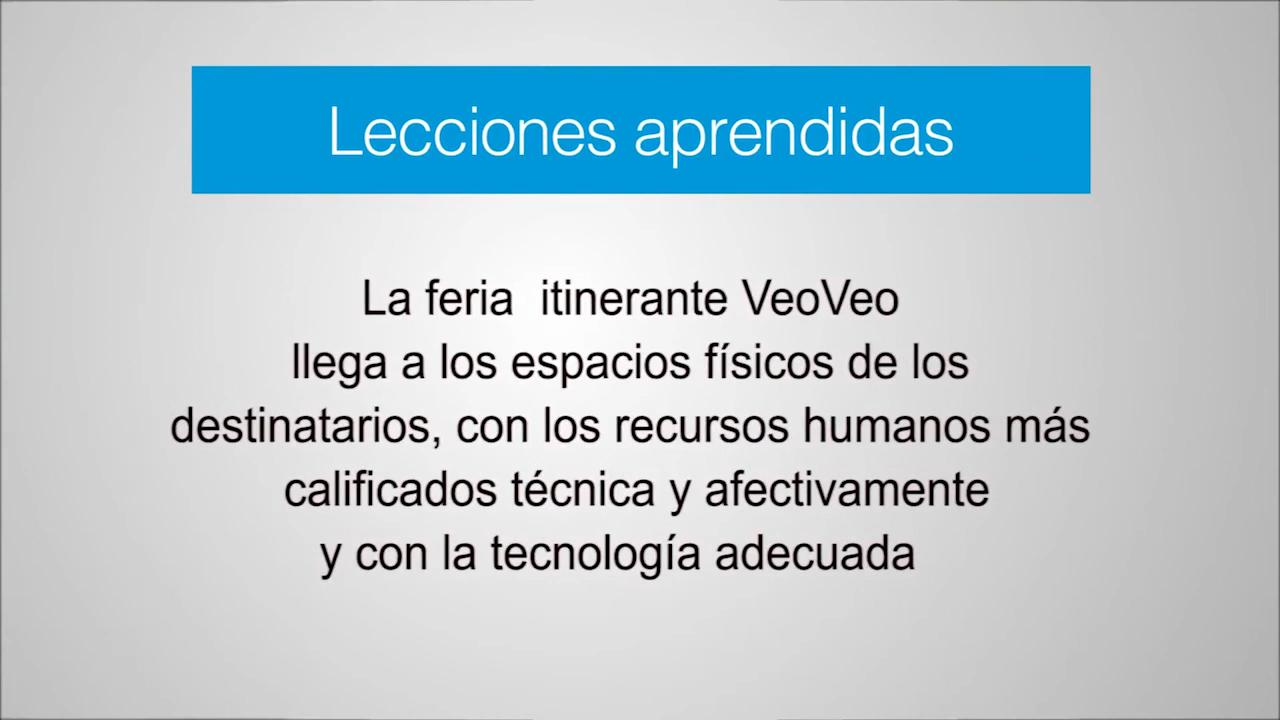 Lecciones aprendidas
La feria  itinerante VeoVeo
llega a los espacios físicos de los
destinatarios, con los recursos humanos más
calificados técnica y afectivamente
y con la tecnología adecuada